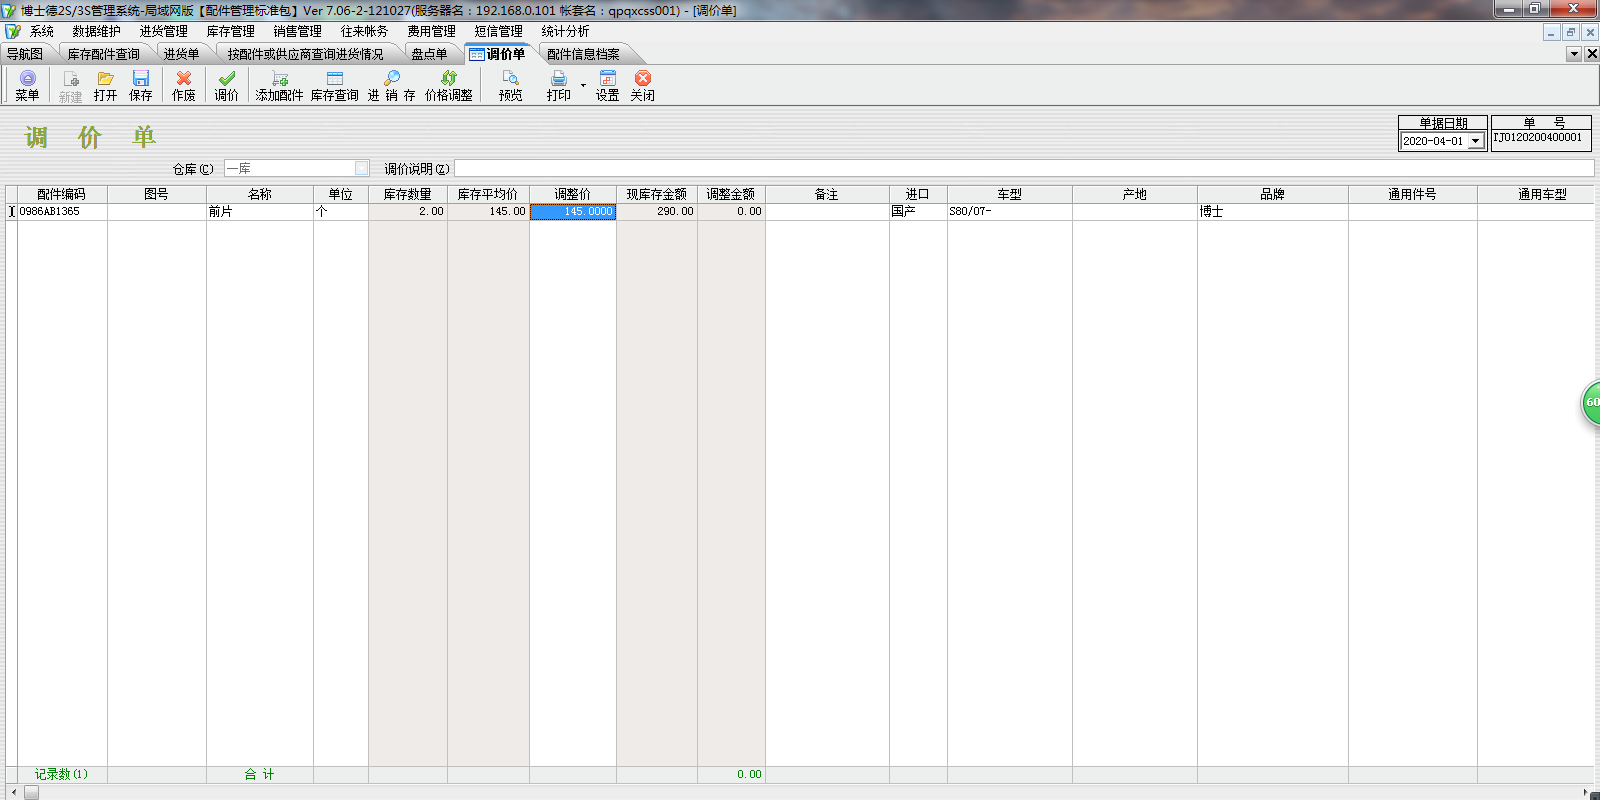 博士德2S/3S管理系统-局域网版【配件管理标准包】Ver 7.06-2-121027(服务器名：192.168.0.101 帐套名：qpqxcss001) - [调价单]
系统 数据维护 进货管理 库存管理 销售管理 往来帐务 费用管理 短信管理 统计分析
导航图 库存配件查询 进货单 按配件或供应商查询进货情况 盘点单 调价单 配件信息档案
菜单 新建 打开 保存 作废 调价 添加配件 库存查询 进 销 存 价格调整 预览 打印 设置 关闭
调 价 单
单据日期 单 号
2020-04-01 TJ0120200400001
仓库(C) 一库 调价说明(Z)
配件编码 图号 名称 单位 库存数量 库存平均价 调整价 现库存金额 调整金额 备注 进口 车型 产地 品牌 通用件号 通用车型
0986AB1365 前片 个 2.00 145.00 145.0000 290.00 0.00 国产 S80/07- 博士
60
记录数(1) 合 计 0.00